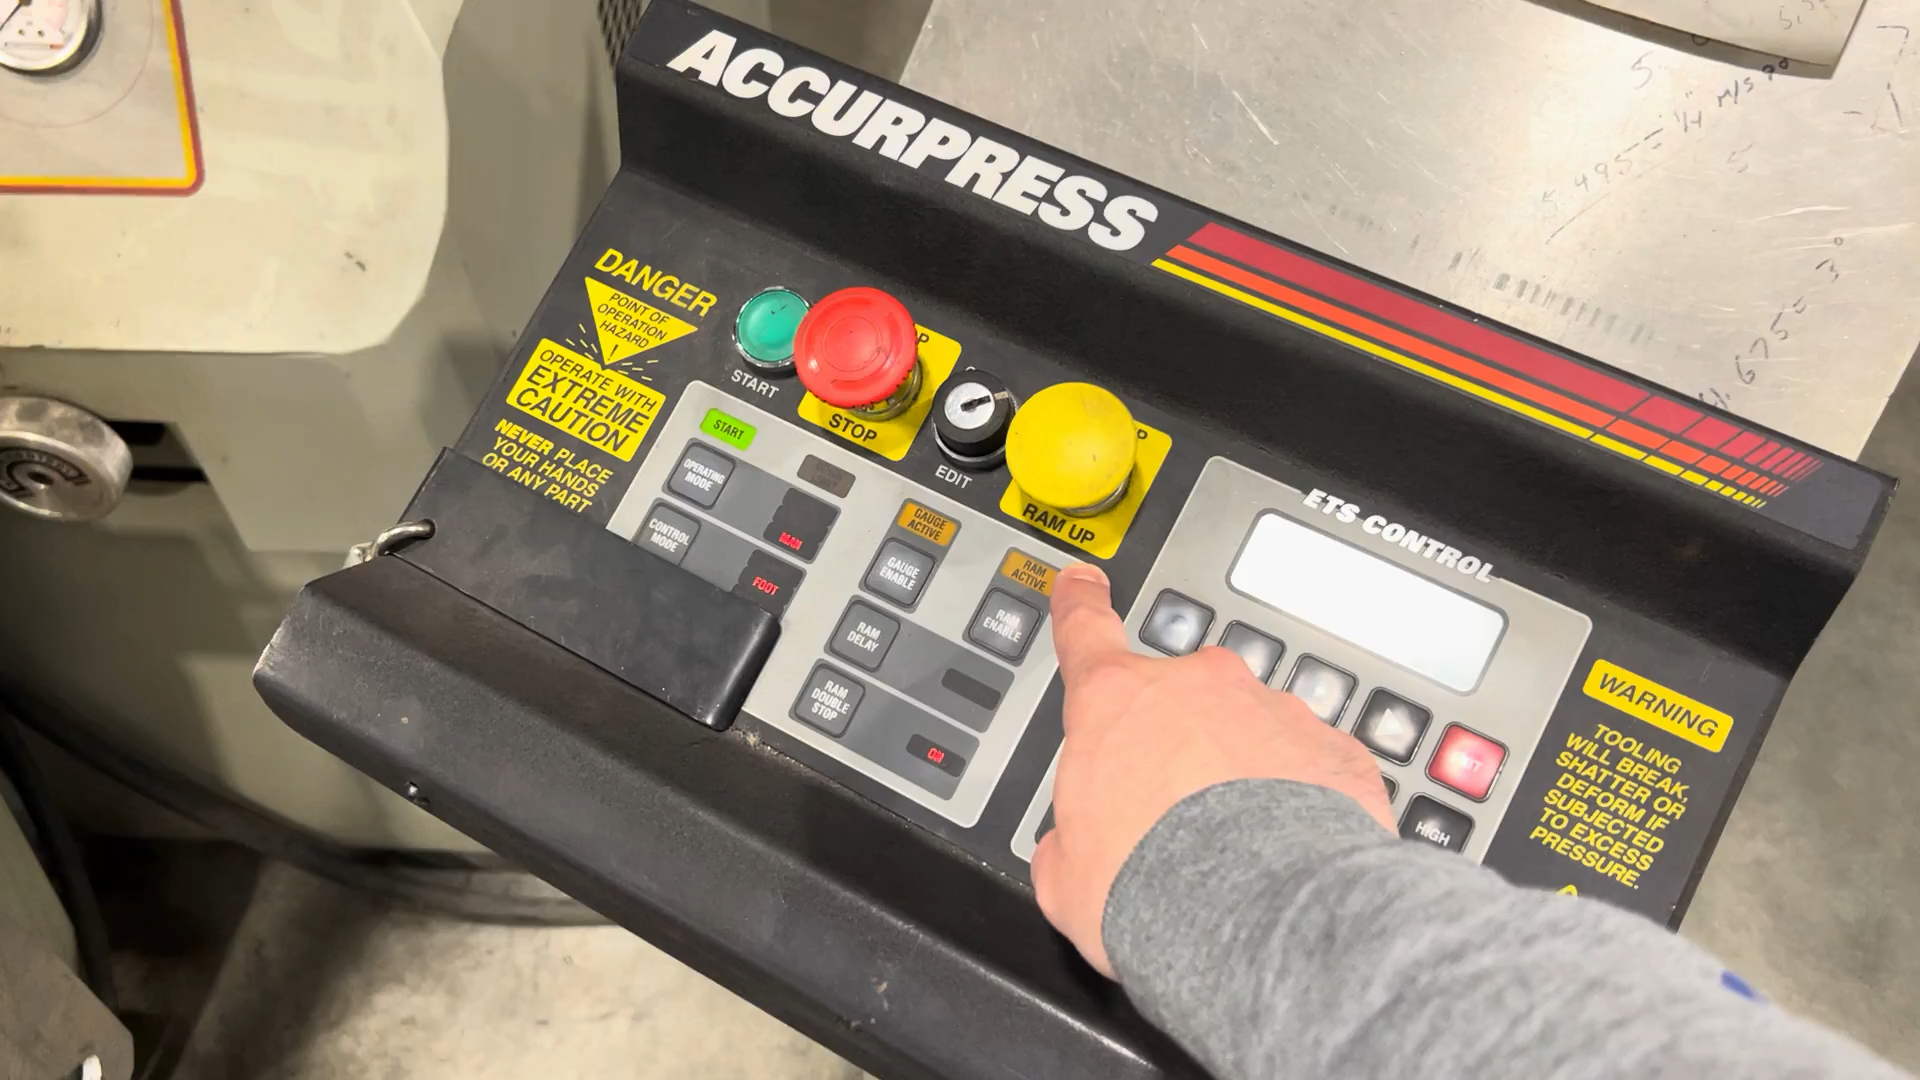 ACCURPRESS
DANGER
POINT OF
OPERATION
HAZARD
!
OPERATE WITH
EXTREME
CAUTION
NEVER PLACE
YOUR HANDS
OR ANY PART
START
STOP
EDIT
RAM UP
START
OPERATING
MODE
MAN
CONTROL
MODE
FOOT
GAUGE
ACTIVE
GAUGE
ENABLE
RAM
ACTIVE
RAM
ENABLE
RAM
DELAY
RAM
DOUBLE
STOP
ON
ETS CONTROL
HIGH
WARNING
TOOLING
WILL BREAK,
SHATTER OR
DEFORM IF
SUBJECTED
TO EXCESS
PRESSURE.